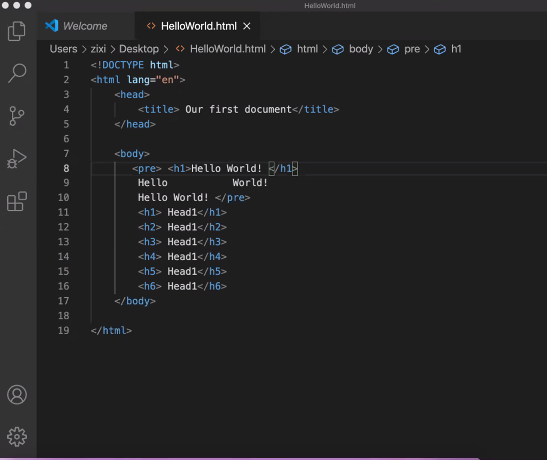 HelloWorld.html
Welcome
<> HelloWorld.html ×
Users > zixi > Desktop > <> HelloWorld.html > html > body > pre > h1
1 <!DOCTYPE html>
2 <html lang="en">
3 <head>
4 <title> Our first document</title>
5 </head>
6
7 <body>
8 <pre> <h1>Hello World! </h1>
9 Hello World!
10 Hello World! </pre>
11 <h1> Head1</h1>
12 <h2> Head1</h2>
13 <h3> Head1</h3>
14 <h4> Head1</h4>
15 <h5> Head1</h5>
16 <h6> Head1</h6>
17 </body>
18
19 </html>